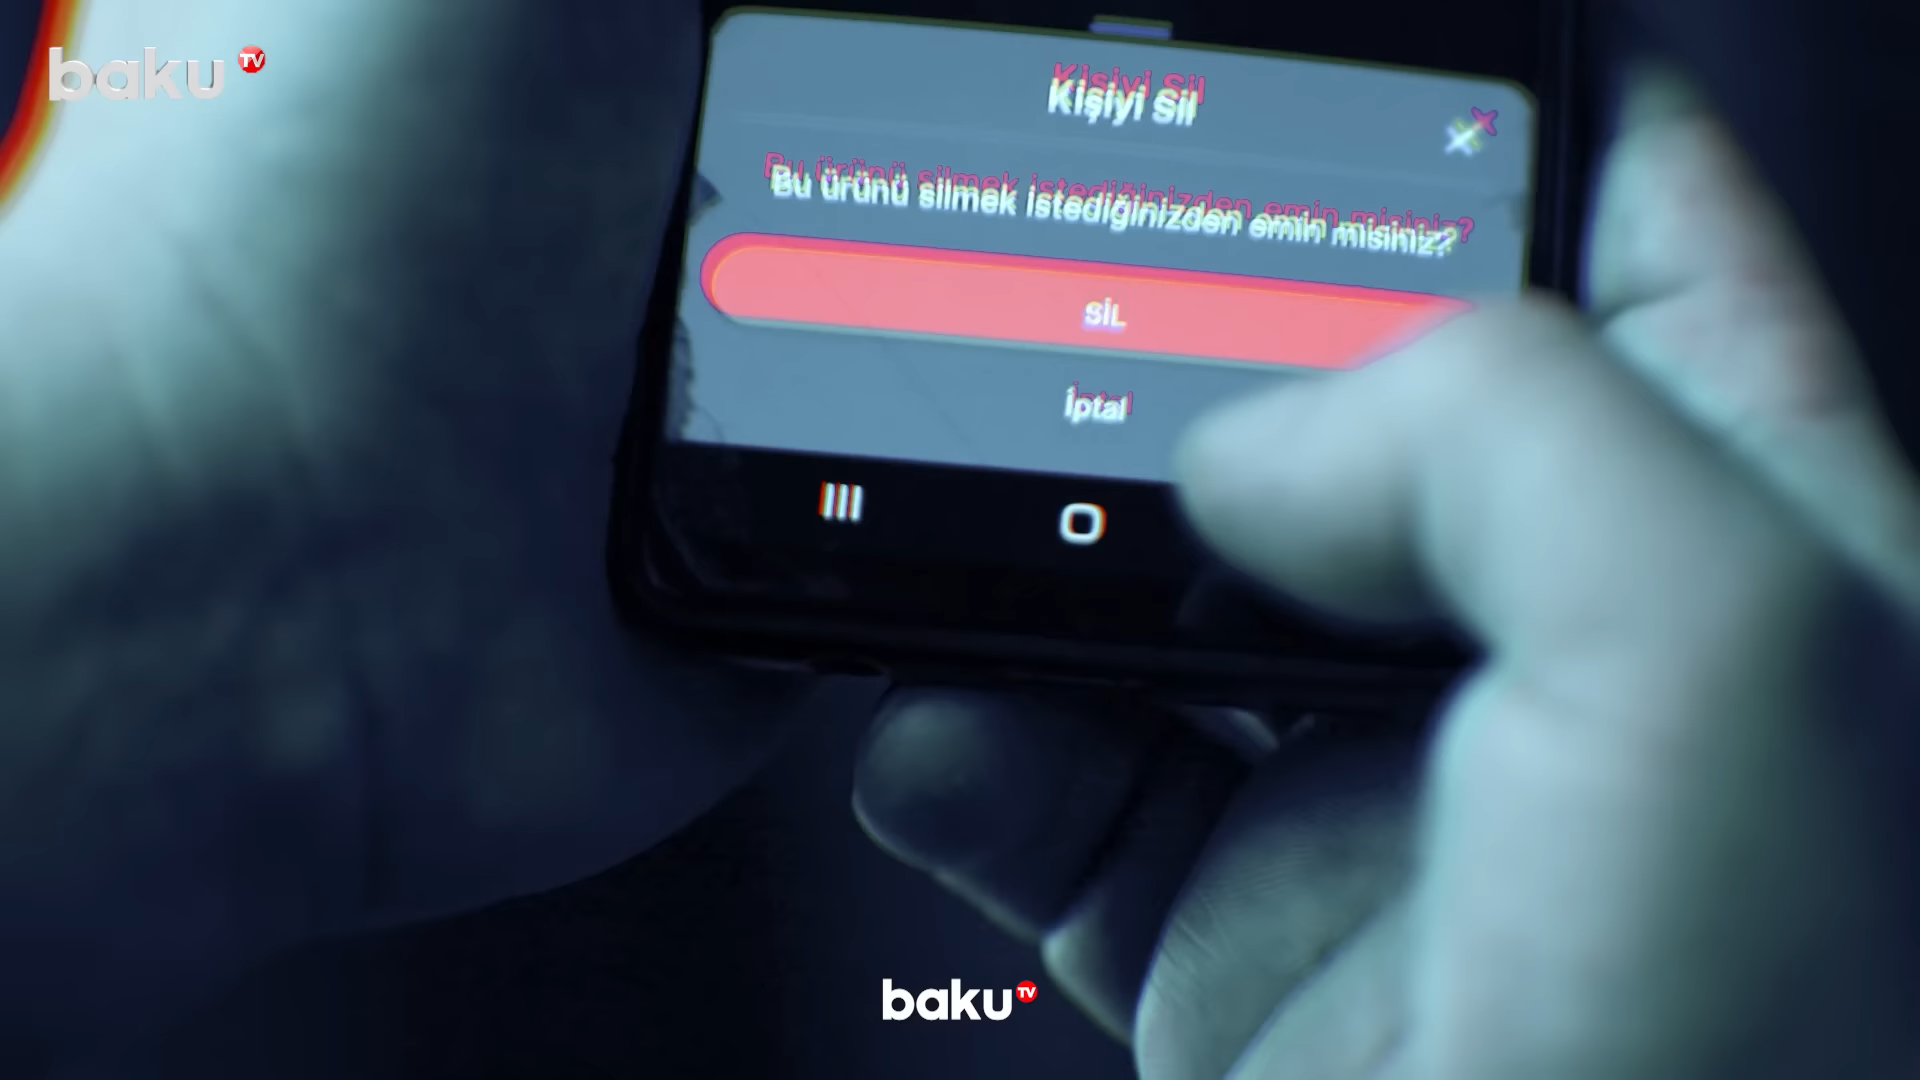 baku TV
Kişiyi Sil
Bu ürünü silmek istediğinizden emin misiniz?
SİL
İptal
baku TV